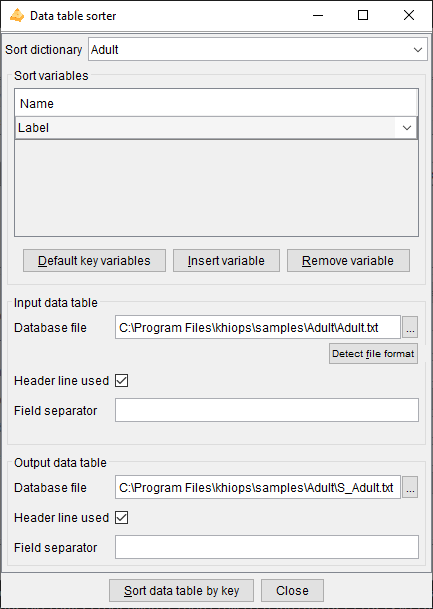 Data table sorter
Sort dictionary Adult
Sort variables
Name
Label
Default key variables Insert variable Remove variable
Input data table
Database file C:\Program Files\khiops\samples\Adult\Adult.txt ...
Detect file format
Header line used
Field separator
Output data table
Database file C:\Program Files\khiops\samples\Adult\S_Adult.txt ...
Header line used
Field separator
Sort data table by key Close